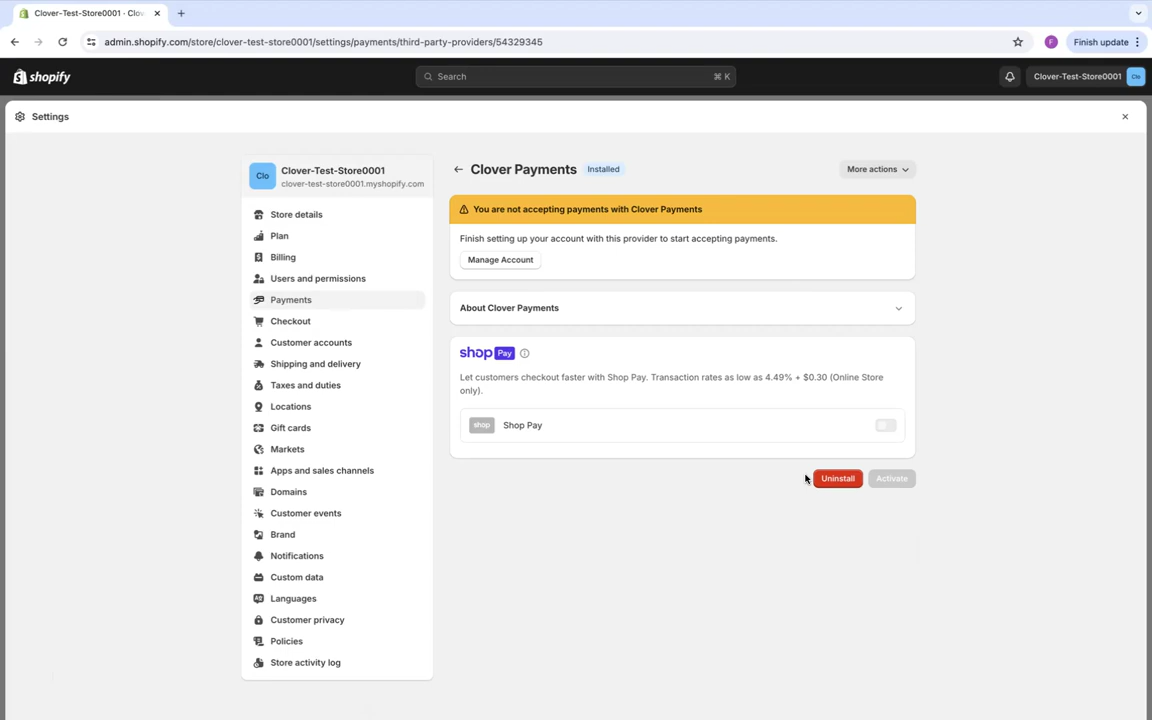 Clover-Test-Store0001 - Clov
admin.shopify.com/store/clover-test-store0001/settings/payments/third-party-providers/54329345
F
Finish update
shopify
Search
⌘ K
Clover-Test-Store0001
Clo
Settings
Clo
Clover-Test-Store0001
clover-test-store0001.myshopify.com
Store details
Plan
Billing
Users and permissions
Payments
Checkout
Customer accounts
Shipping and delivery
Taxes and duties
Locations
Gift cards
Markets
Apps and sales channels
Domains
Customer events
Brand
Notifications
Custom data
Languages
Customer privacy
Policies
Store activity log
Clover Payments
Installed
More actions
You are not accepting payments with Clover Payments
Finish setting up your account with this provider to start accepting payments.
Manage Account
About Clover Payments
shop Pay
Let customers checkout faster with Shop Pay. Transaction rates as low as 4.49% + $0.30 (Online Store
only).
shop
Shop Pay
Uninstall
Activate